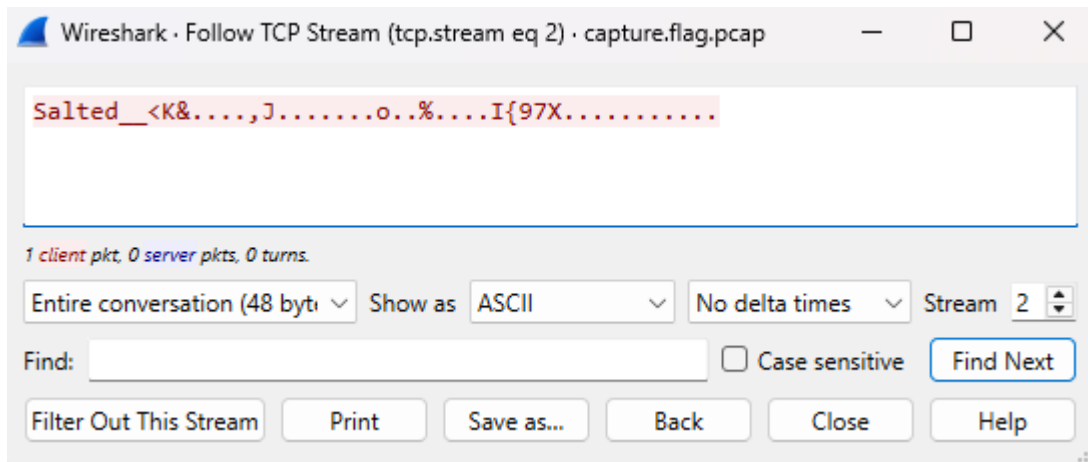 Wireshark · Follow TCP Stream (tcp.stream eq 2) · capture.flag.pcap
Salted__<K&....,J.......o..%....I{97X...........
1 client pkt, 0 server pkts, 0 turns.
Entire conversation (48 byt Show as ASCII No delta times Stream 2
Find: Case sensitive Find Next
Filter Out This Stream Print Save as... Back Close Help